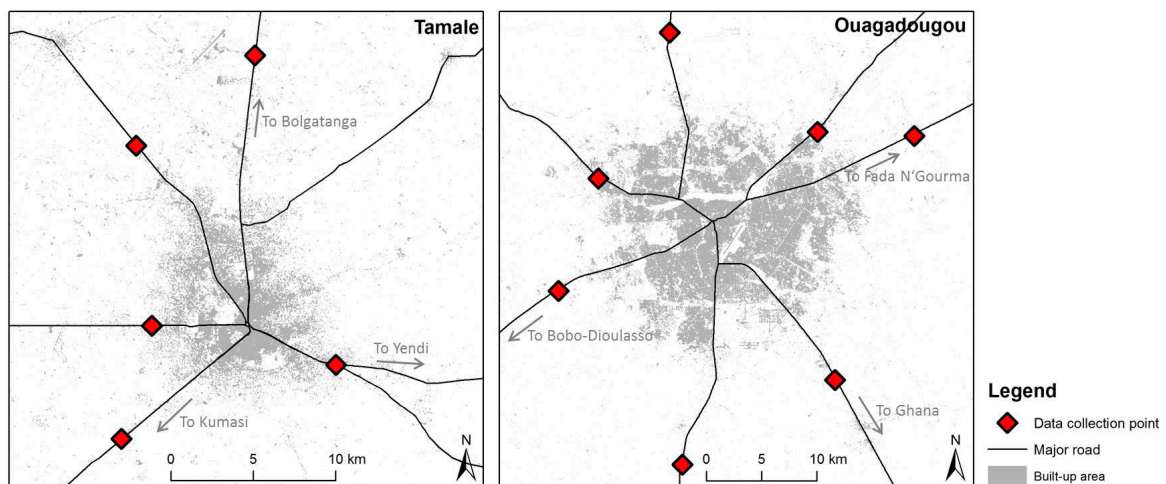 Tamale
To Bolgatanga
To Yendi
To Kumasi
N
0 5 10 km
Ouagadougou
To Fada N‘Gourma
To Bobo-Dioulasso
To Ghana
N
0 5 10 km
Legend
Data collection point
Major road
Built-up area